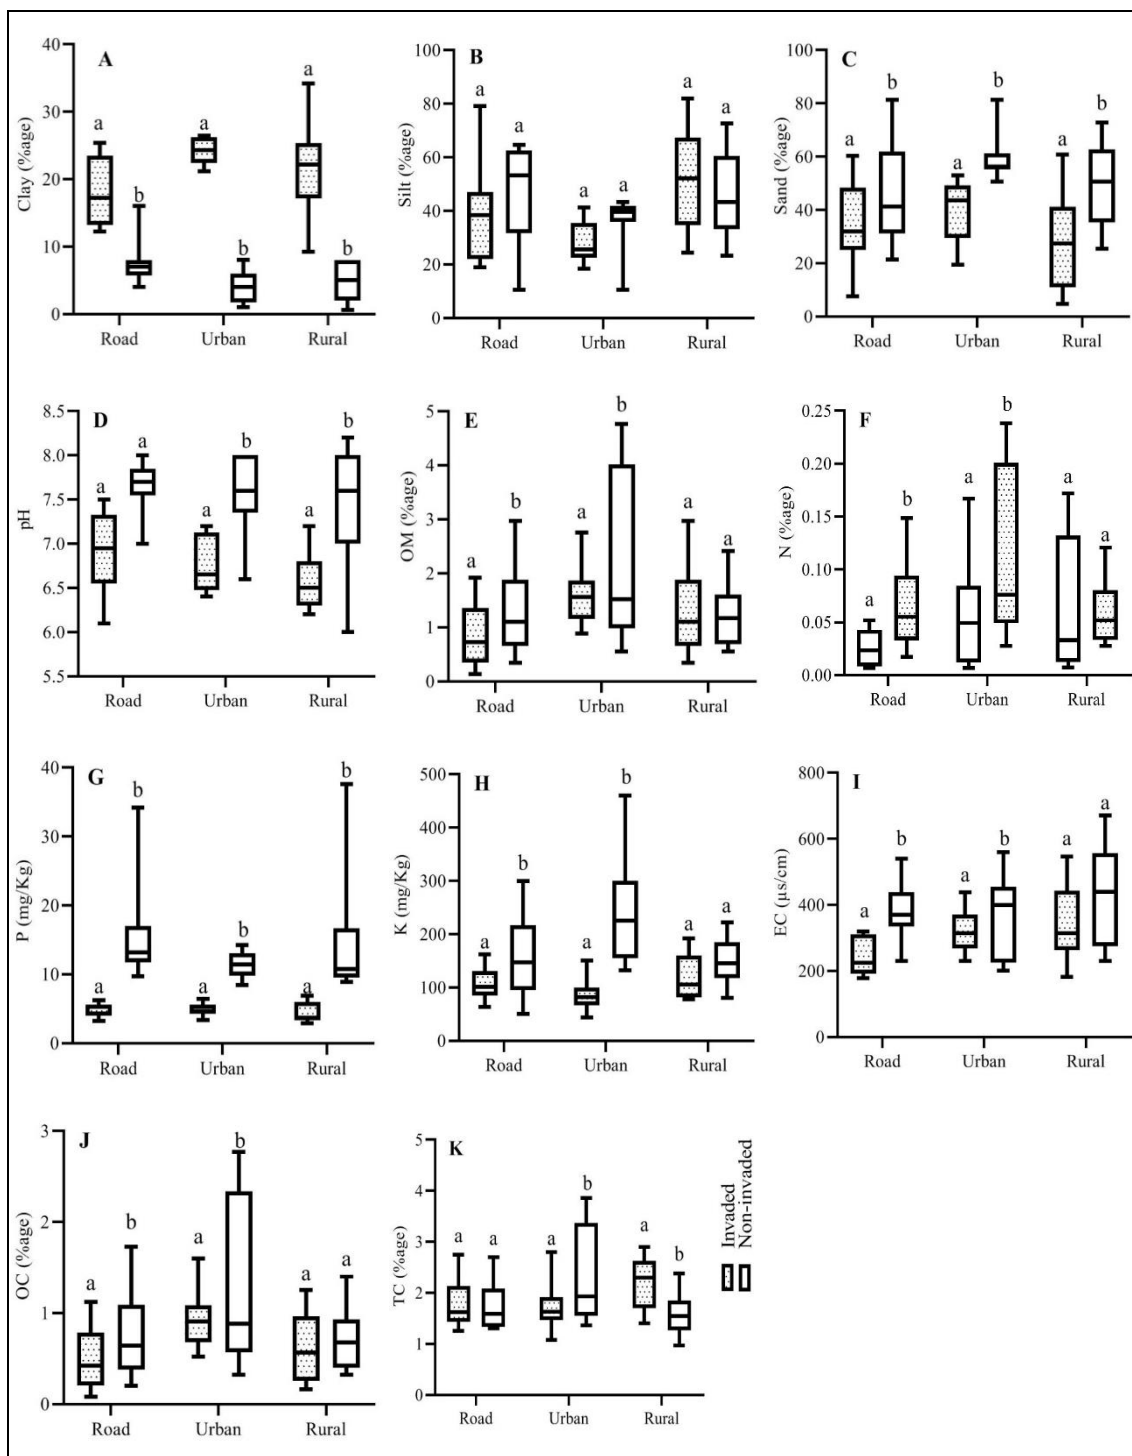 A
Clay (%age)
40
30
20
10
0
a
b
a
b
a
b
Road Urban Rural
B
Silt (%age)
100
80
60
40
20
0
a
a
a
a
a
a
Road Urban Rural
C
Sand (%age)
100
80
60
40
20
0
a
b
a
b
a
b
Road Urban Rural
D
pH
8.5
8.0
7.5
7.0
6.5
6.0
5.5
a
a
a
b
a
b
Road Urban Rural
E
OM (%age)
5
4
3
2
1
0
a
b
a
b
a
a
Road Urban Rural
F
N (%age)
0.25
0.20
0.15
0.10
0.05
0.00
a
b
a
b
a
a
Road Urban Rural
G
P (mg/Kg)
40
30
20
10
0
a
b
a
b
a
b
Road Urban Rural
H
K (mg/Kg)
500
400
300
200
100
0
a
b
a
b
a
a
Road Urban Rural
I
EC (µs/cm)
800
600
400
200
0
a
b
a
b
a
a
Road Urban Rural
J
OC (%age)
3
2
1
0
a
b
a
b
a
a
Road Urban Rural
K
TC (%age)
5
4
3
2
1
0
a
a
a
b
a
b
Road Urban Rural
Invaded
Non-invaded